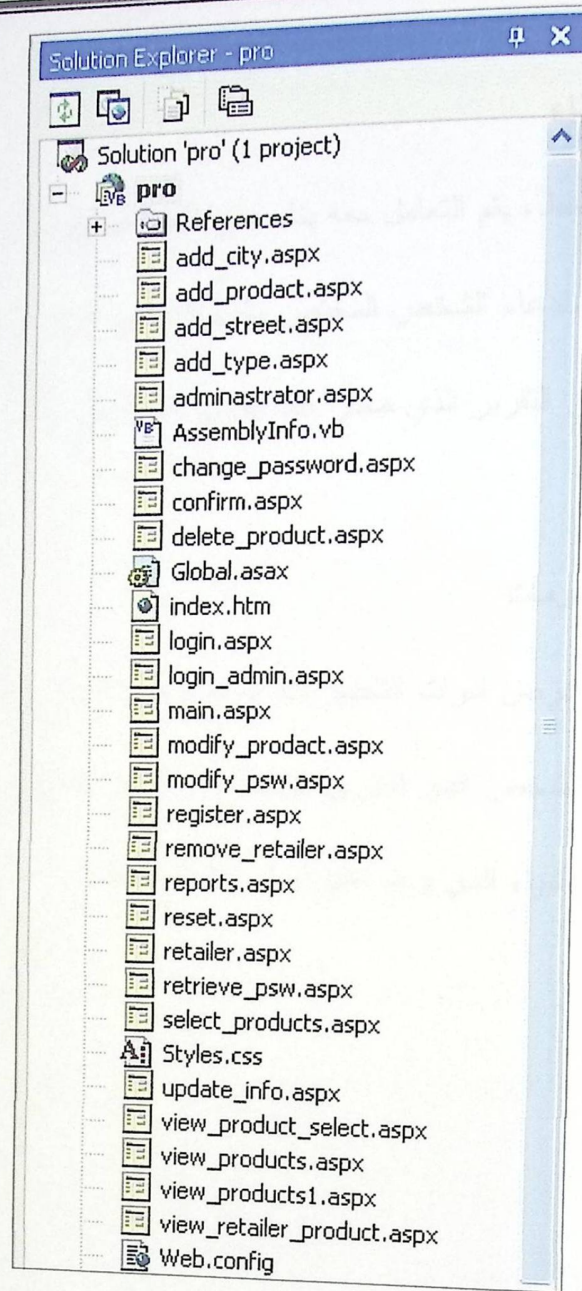 Solution Explorer - pro
Solution 'pro' (1 project)
pro
References
add_city.aspx
add_prodact.aspx
add_street.aspx
add_type.aspx
adminastrator.aspx
AssemblyInfo.vb
change_password.aspx
confirm.aspx
delete_product.aspx
Global.asax
index.htm
login.aspx
login_admin.aspx
main.aspx
modify_prodact.aspx
modify_psw.aspx
register.aspx
remove_retailer.aspx
reports.aspx
reset.aspx
retailer.aspx
retrieve_psw.aspx
select_products.aspx
Styles.css
update_info.aspx
view_product_select.aspx
view_products.aspx
view_products1.aspx
view_retailer_product.aspx
Web.config